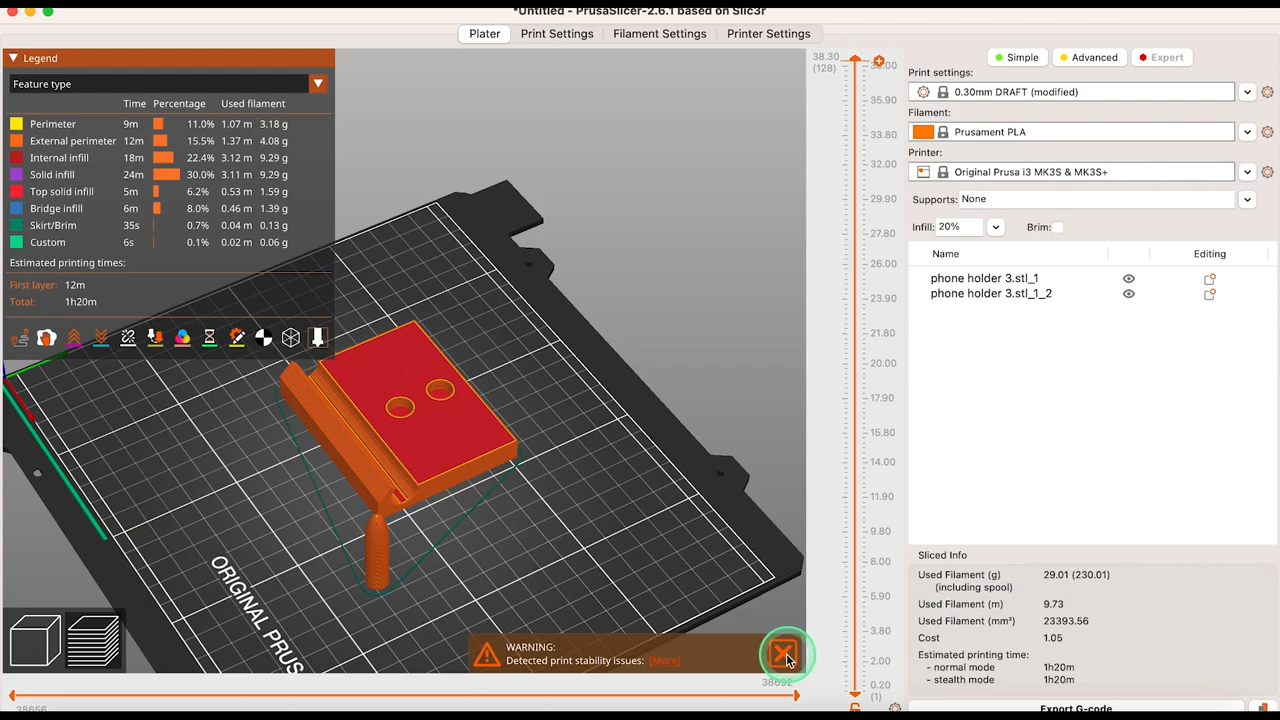 *Untitled - PrusaSlicer-2.6.1 based on Slic3r
Plater Print Settings Filament Settings Printer Settings
Legend
Feature type
Time Percentage Used filament
Perimeter 9m 11.0% 1.07 m 3.18 g
External perimeter 12m 15.5% 1.37 m 4.08 g
Internal infill 18m 22.4% 3.12 m 9.29 g
Solid infill 24m 30.0% 3.11 m 9.29 g
Top solid infill 5m 6.2% 0.53 m 1.59 g
Bridge infill 6m 8.0% 0.46 m 1.39 g
Skirt/Brim 35s 0.7% 0.04 m 0.13 g
Custom 6s 0.1% 0.02 m 0.06 g
Estimated printing times:
First layer: 12m
Total: 1h20m
ORIGINAL PRUS
WARNING:
Detected print stability issues: [More]
38656
38.30
(128)
35.90
33.80
32.00
29.90
27.80
26.00
23.90
21.80
20.00
17.90
15.80
14.00
11.90
9.80
8.00
5.90
3.80
2.00
0.20
(1)
Simple Advanced Expert
Print settings:
0.30mm DRAFT (modified)
Filament:
Prusament PLA
Printer:
Original Prusa i3 MK3S & MK3S+
Supports: None
Infill: 20% Brim:
Name Editing
phone holder 3.stl_1
phone holder 3.stl_1_2
Sliced Info
Used Filament (g) 29.01 (230.01)
(including spool)
Used Filament (m) 9.73
Used Filament (mm³) 23393.56
Cost 1.05
Estimated printing time:
- normal mode 1h20m
- stealth mode 1h20m
Export G-code